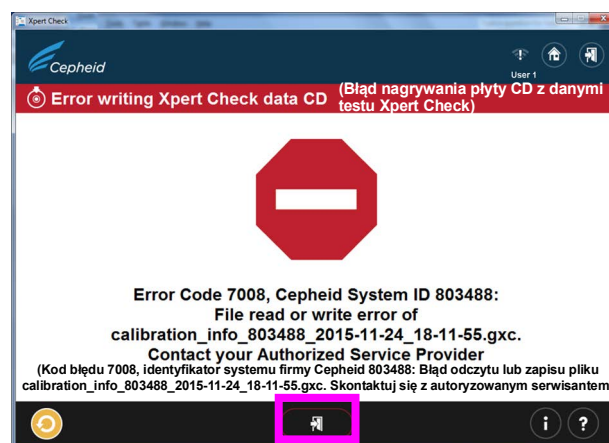 Xpert Check
Cepheid
User 1
Error writing Xpert Check data CD
(Błąd nagrywania płyty CD z danymi
testu Xpert Check)
Error Code 7008, Cepheid System ID 803488:
File read or write error of
calibration_info_803488_2015-11-24_18-11-55.gxc.
Contact your Authorized Service Provider
(Kod błędu 7008, identyfikator systemu firmy Cepheid 803488: Błąd odczytu lub zapisu pliku
calibration_info_803488_2015-11-24_18-11-55.gxc. Skontaktuj się z autoryzowanym serwisantem
i ?